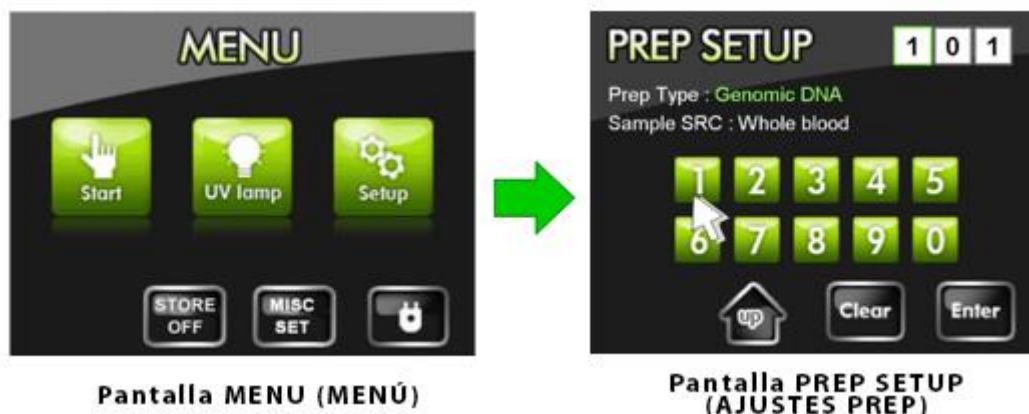 MENU
Start
UV lamp
Setup
STORE
OFF
MISC
SET
Pantalla MENU (MENÚ)
PREP SETUP
1 0 1
Prep Type : Genomic DNA
Sample SRC : Whole blood
1 2 3 4 5
6 7 8 9 0
up
Clear
Enter
Pantalla PREP SETUP
(AJUSTES PREP)